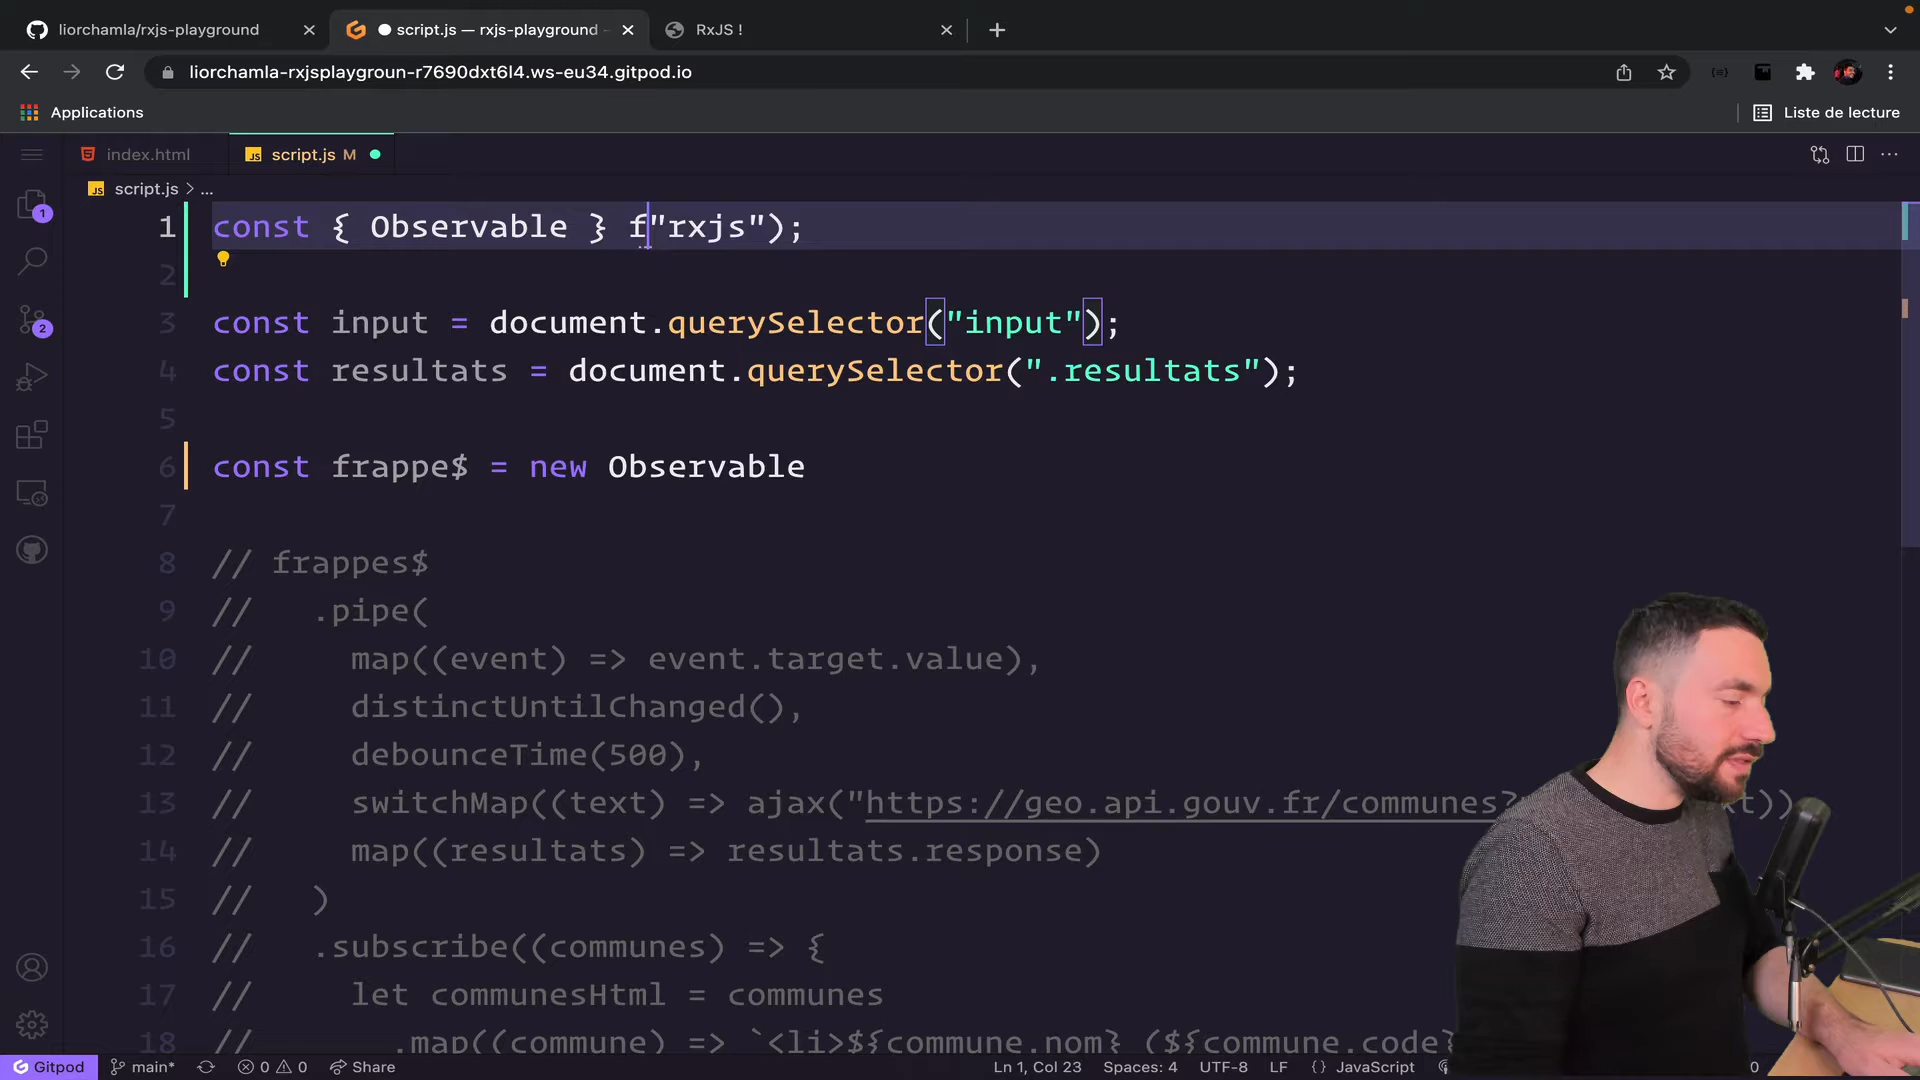 liorchamla/rxjs-playground
script.js — rxjs-playground
RxJS !
liorchamla-rxjsplaygroun-r7690dxt6l4.ws-eu34.gitpod.io
Applications
Liste de lecture
index.html
script.js M
script.js > ...
1 const { Observable } f"rxjs");
2
3 const input = document.querySelector("input");
4 const resultats = document.querySelector(".resultats");
5
6 const frappe$ = new Observable
7
8 // frappes$
9 // .pipe(
10 // map((event) => event.target.value),
11 // distinctUntilChanged(),
12 // debounceTime(500),
13 // switchMap((text) => ajax("https://geo.api.gouv.fr/communes?
14 // map((resultats) => resultats.response)
15 // )
16 // .subscribe((communes) => {
17 // let communesHtml = communes
18 // .map((commune) => `<li>${commune.nom} (${commune.code}
1
2
Gitpod main* 0 0 Share Ln 1, Col 23 Spaces: 4 UTF-8 LF {} JavaScript 0